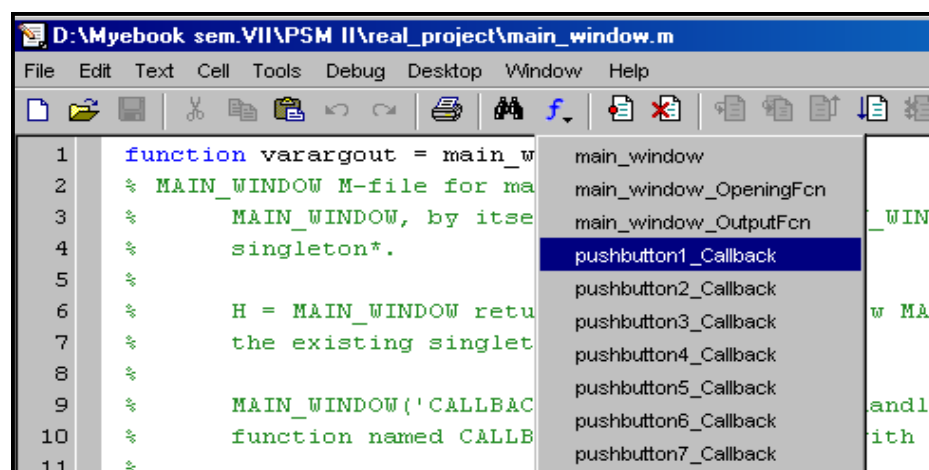 D:\Myebook sem.VII\PSM II\real_project\main_window.m
File Edit Text Cell Tools Debug Desktop Window Help
1 function varargout = main_w
2 % MAIN_WINDOW M-file for ma
3 % MAIN_WINDOW, by itse _WIN
4 % singleton*.
5 %
6 % H = MAIN_WINDOW retu w MA
7 % the existing singlet
8 %
9 % MAIN_WINDOW('CALLBAC andl
10 % function named CALLB ith
11 %
main_window
main_window_OpeningFcn
main_window_OutputFcn
pushbutton1_Callback
pushbutton2_Callback
pushbutton3_Callback
pushbutton4_Callback
pushbutton5_Callback
pushbutton6_Callback
pushbutton7_Callback